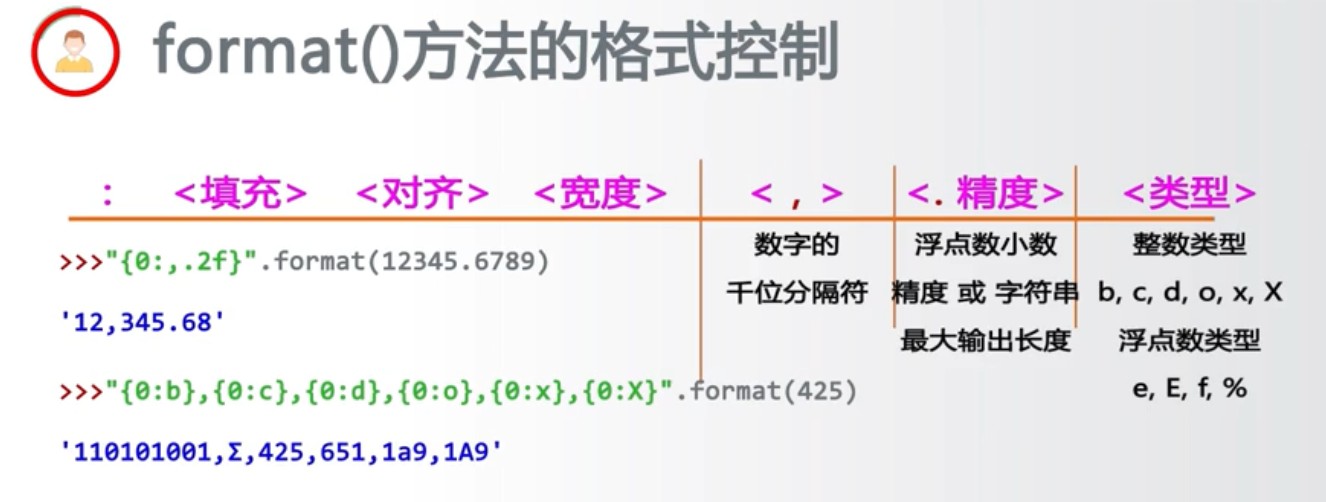 format()方法的格式控制
: <填充> <对齐> <宽度> <,> <.精度> <类型>
>>>"{0:,.2f}".format(12345.6789)
'12,345.68'
>>>"{0:b},{0:c},{0:d},{0:o},{0:x},{0:X}".format(425)
'110101001,Σ,425,651,1a9,1A9'
数字的
千位分隔符
浮点数小数
精度 或 字符串
最大输出长度
整数类型
b, c, d, o, x, X
浮点数类型
e, E, f, %